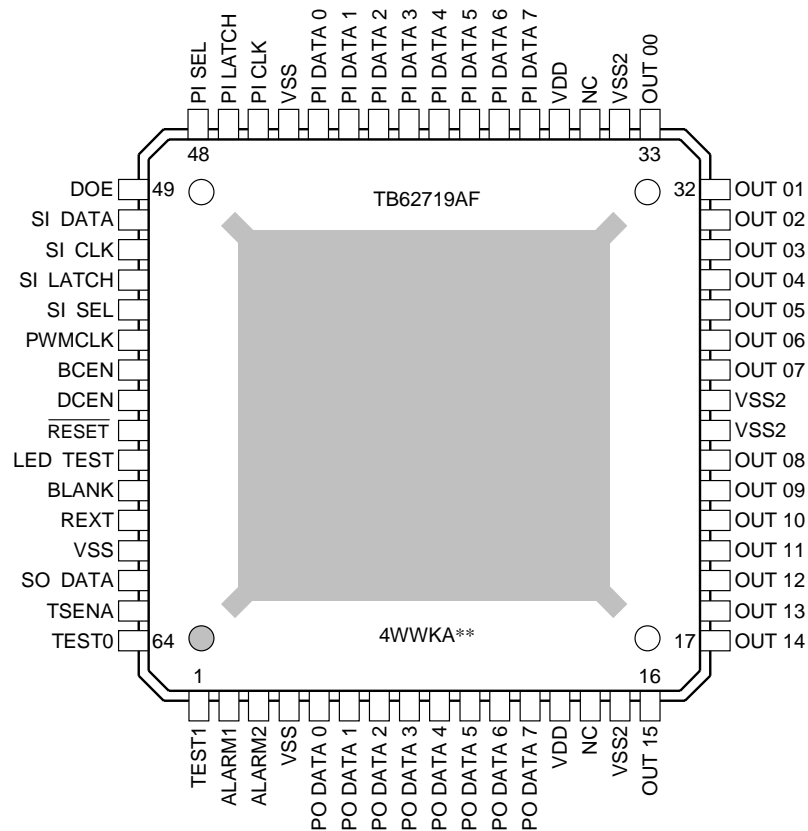 PI SEL
PI LATCH
PI CLK
VSS
PI DATA 0
PI DATA 1
PI DATA 2
PI DATA 3
PI DATA 4
PI DATA 5
PI DATA 6
PI DATA 7
VDD
NC
VSS2
OUT 00
48
33
DOE
49
TB62719AF
32
OUT 01
SI DATA
OUT 02
SI CLK
OUT 03
SI LATCH
OUT 04
SI SEL
OUT 05
PWMCLK
OUT 06
BCEN
OUT 07
DCEN
VSS2
RESET
VSS2
LED TEST
OUT 08
BLANK
OUT 09
REXT
OUT 10
VSS
OUT 11
SO DATA
OUT 12
TSENA
OUT 13
TEST0
64
4WWKA**
17
OUT 14
1
16
TEST1
ALARM1
ALARM2
VSS
PO DATA 0
PO DATA 1
PO DATA 2
PO DATA 3
PO DATA 4
PO DATA 5
PO DATA 6
PO DATA 7
VDD
NC
VSS2
OUT 15